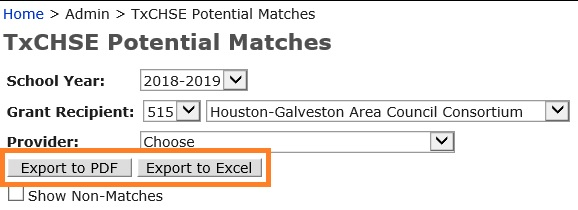 Home > Admin > TxCHSE Potential Matches
TxCHSE Potential Matches
School Year: 2018-2019
Grant Recipient: 515 Houston-Galveston Area Council Consortium
Provider: Choose
Export to PDF Export to Excel
Show Non-Matches